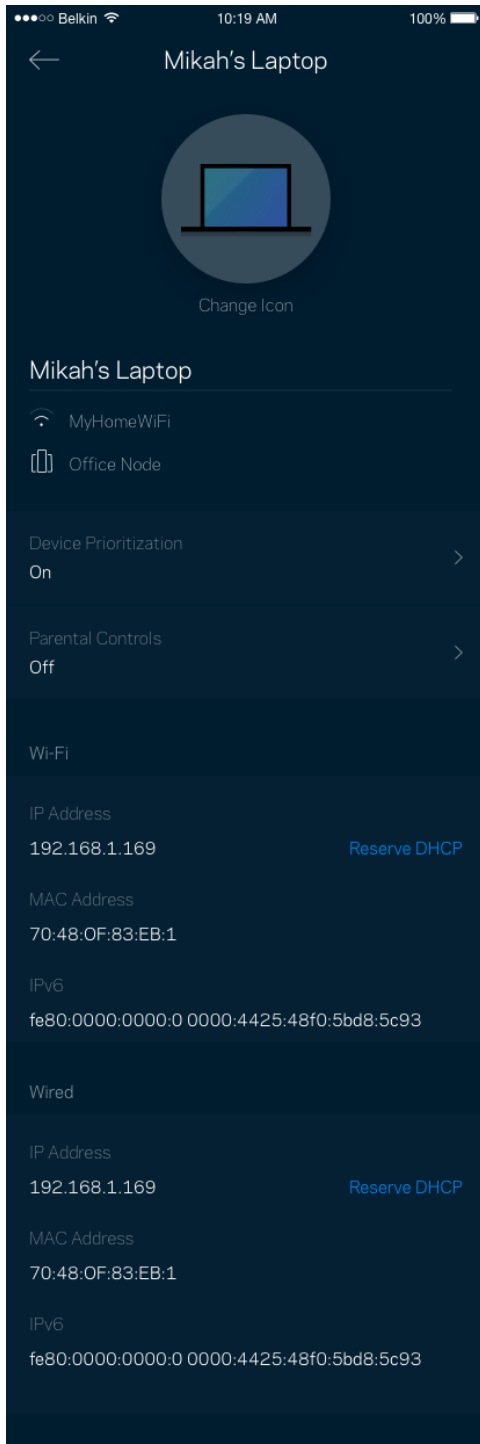 Belkin 10:19 AM 100%
Mikah's Laptop
Change Icon
Mikah's Laptop
MyHomeWiFi
Office Node
Device Prioritization
On
Parental Controls
Off
Wi-Fi
IP Address
192.168.1.169 Reserve DHCP
MAC Address
70:48:0F:83:EB:1
IPv6
fe80:0000:0000:0 0000:4425:48f0:5bd8:5c93
Wired
IP Address
192.168.1.169 Reserve DHCP
MAC Address
70:48:0F:83:EB:1
IPv6
fe80:0000:0000:0 0000:4425:48f0:5bd8:5c93